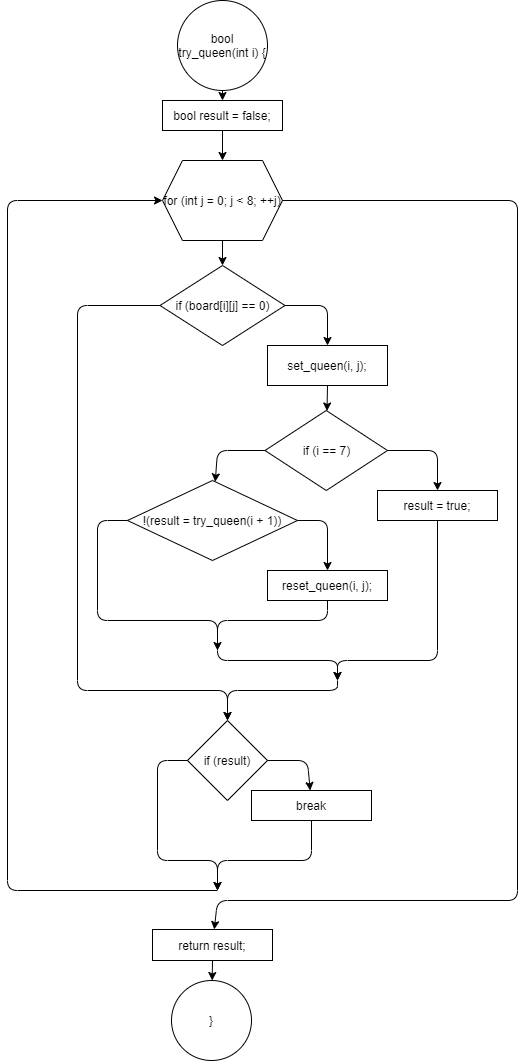 bool
try_queen(int i) {
bool result = false;
for (int j = 0; j < 8; ++j)
if (board[i][j] == 0)
set_queen(i, j);
if (i == 7)
result = true;
!(result = try_queen(i + 1))
reset_queen(i, j);
if (result)
break
return result;
}